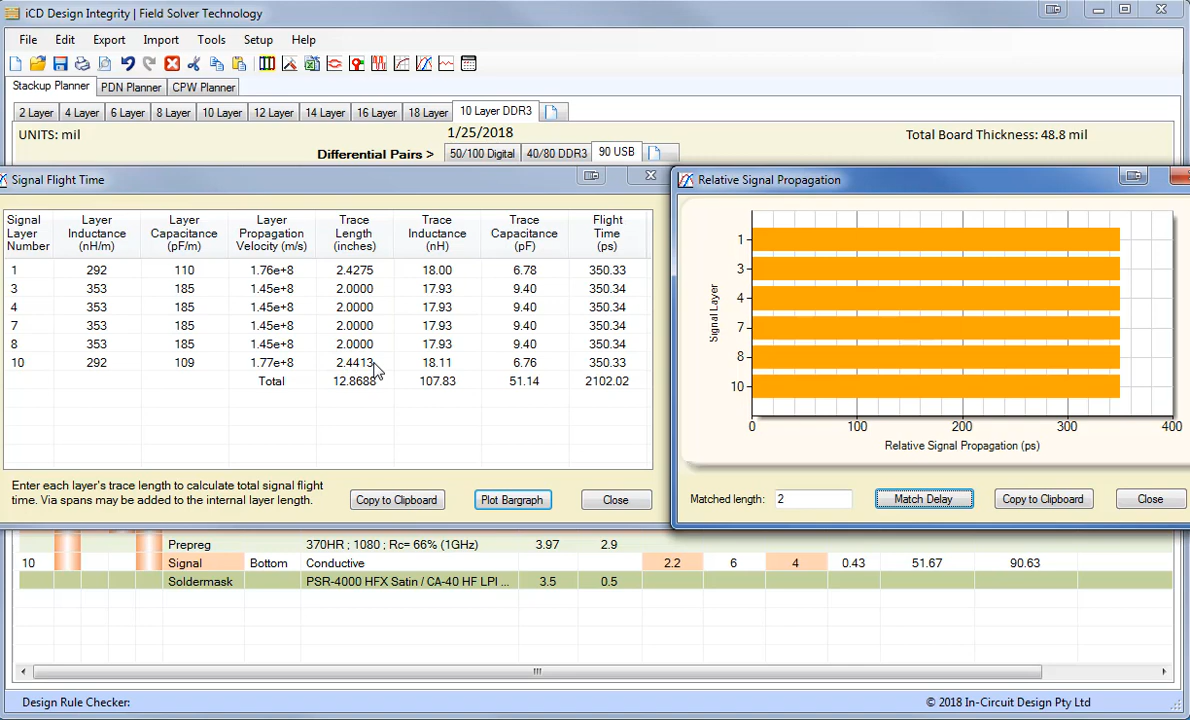 iCD Design Integrity | Field Solver Technology
File Edit Export Import Tools Setup Help
Stackup Planner PDN Planner CPW Planner
2 Layer 4 Layer 6 Layer 8 Layer 10 Layer 12 Layer 14 Layer 16 Layer 18 Layer 10 Layer DDR3
UNITS: mil 1/25/2018 Total Board Thickness: 48.8 mil
Differential Pairs > 50/100 Digital 40/80 DDR3 90 USB
Signal Flight Time
Signal Layer Layer Layer Trace Trace Trace Flight
Layer Inductance Capacitance Propagation Length Inductance Capacitance Time
Number (nH/m) (pF/m) Velocity (m/s) (inches) (nH) (pF) (ps)
1 292 110 1.76e+8 2.4275 18.00 6.78 350.33
3 353 185 1.45e+8 2.0000 17.93 9.40 350.34
4 353 185 1.45e+8 2.0000 17.93 9.40 350.34
7 353 185 1.45e+8 2.0000 17.93 9.40 350.34
8 353 185 1.45e+8 2.0000 17.93 9.40 350.34
10 292 109 1.77e+8 2.4413 18.11 6.76 350.33
Total 12.8688 107.83 51.14 2102.02
Enter each layer's trace length to calculate total signal flight
time. Via spans may be added to the internal layer length.
Copy to Clipboard Plot Bargraph Close
Relative Signal Propagation
Signal Layer
1
3
4
7
8
10
0 100 200 300 400
Relative Signal Propagation (ps)
Matched length: 2 Match Delay Copy to Clipboard Close
Prepreg 370HR ; 1080 ; Rc= 66% (1GHz) 3.97 2.9
10 Signal Bottom Conductive 2.2 6 4 0.43 51.67 90.63
Soldermask PSR-4000 HFX Satin / CA-40 HF LPI ... 3.5 0.5
Design Rule Checker: © 2018 In-Circuit Design Pty Ltd